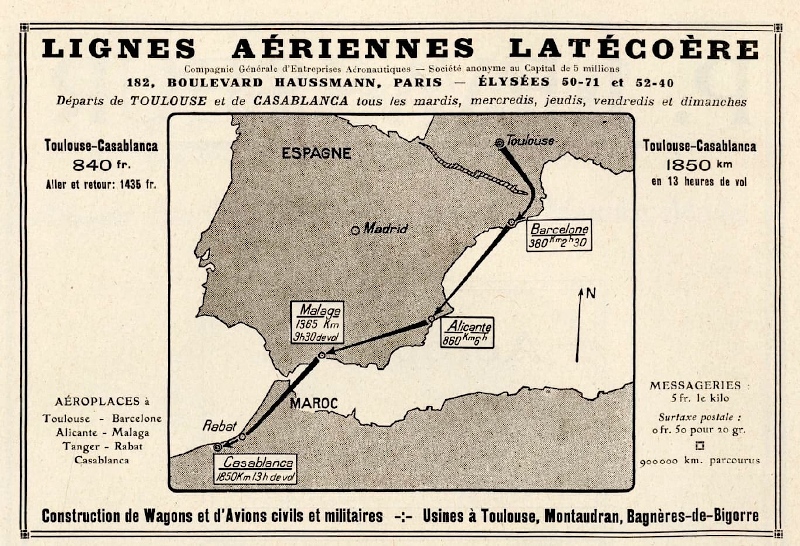 LIGNES AÉRIENNES LATÉCOÈRE
Compagnie Générale d'Entreprises Aéronautiques — Société anonyme au Capital de 5 millions
182, BOULEVARD HAUSSMANN, PARIS — ÉLYSÉES 50-71 et 52-40
Départs de TOULOUSE et de CASABLANCA tous les mardis, mercredis, jeudis, vendredis et dimanches
Toulouse-Casablanca
840 fr.
Aller et retour: 1435 fr.
ESPAGNE
Toulouse
Madrid
Barcelone
380 Km 2h30
Malaga
1365 Km
9h30 de vol
Alicante
860 Km 6h
N
MAROC
Rabat
Casablanca
1850 Km 13h de vol
Toulouse-Casablanca
1850 km
en 13 heures de vol
AÉROPLACES à
Toulouse - Barcelone
Alicante - Malaga
Tanger - Rabat
Casablanca
MESSAGERIES :
5 fr. le kilo
Surtaxe postale :
0 fr. 50 pour 20 gr.
900000 km. parcourus
Construction de Wagons et d'Avions civils et militaires -:- Usines à Toulouse, Montaudran, Bagnères-de-Bigorre